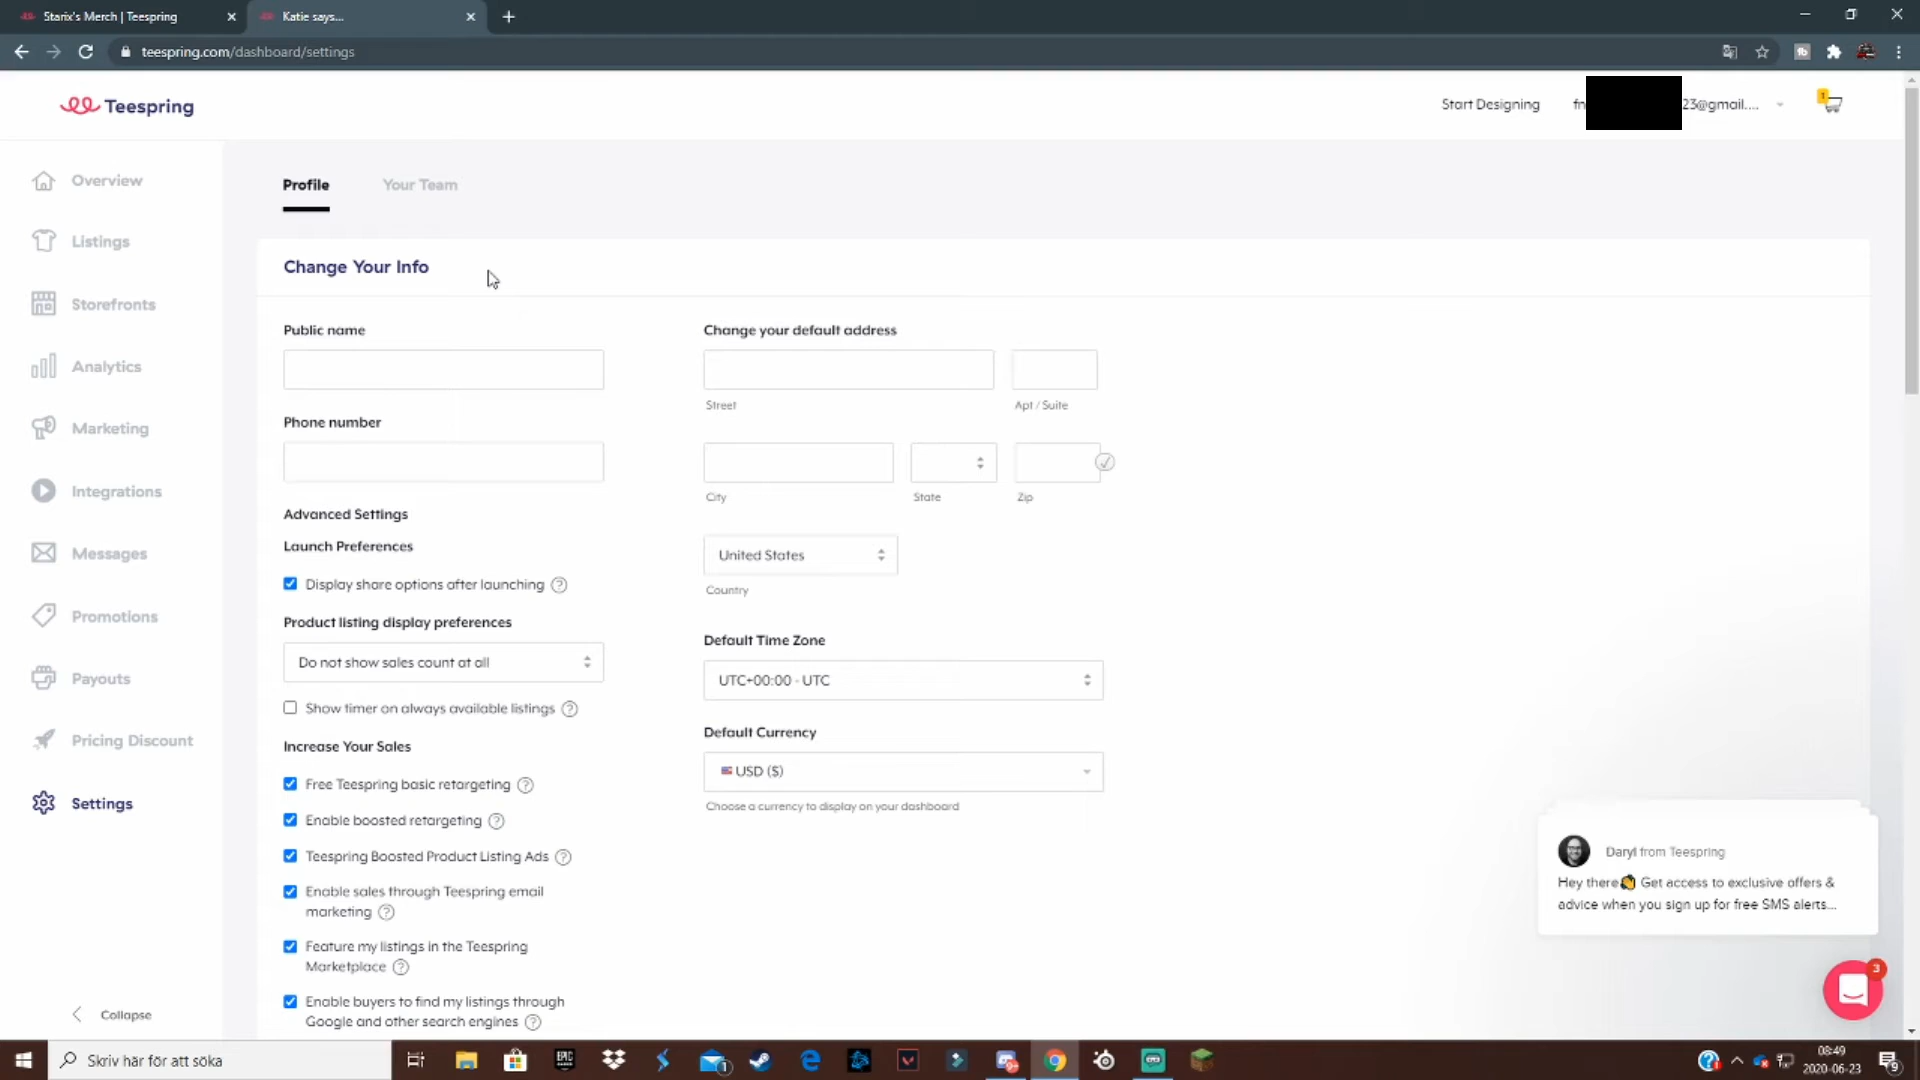 Starix's Merch | Teespring
Katie says...
teespring.com/dashboard/settings
Teespring
Start Designing
fn
23@gmail....
1
Overview
Listings
Storefronts
Analytics
Marketing
Integrations
Messages
Promotions
Payouts
Pricing Discount
Settings
Collapse
Profile
Your Team
Change Your Info
Public name
Phone number
Advanced Settings
Launch Preferences
Display share options after launching ?
Product listing display preferences
Do not show sales count at all
Show timer on always available listings ?
Increase Your Sales
Free Teespring basic retargeting ?
Enable boosted retargeting ?
Teespring Boosted Product Listing Ads ?
Enable sales through Teespring email
marketing ?
Feature my listings in the Teespring
Marketplace ?
Enable buyers to find my listings through
Google and other search engines ?
Change your default address
Street
Apt / Suite
City
State
Zip
United States
Country
Default Time Zone
UTC+00:00 - UTC
Default Currency
USD ($)
Choose a currency to display on your dashboard
Daryl from Teespring
Hey there👋 Get access to exclusive offers &
advice when you sign up for free SMS alerts...
3
Skriv här för att söka
EPIC
GAMES
1
08:49
2020-06-23
9